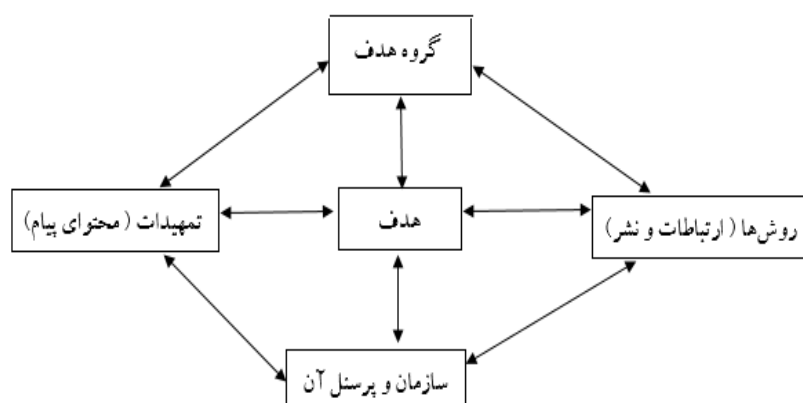 گروه هدف
تمهیدات ( محتوای پیام)
هدف
روش‌ها ( ارتباطات و نشر)
سازمان و پرسنل آن